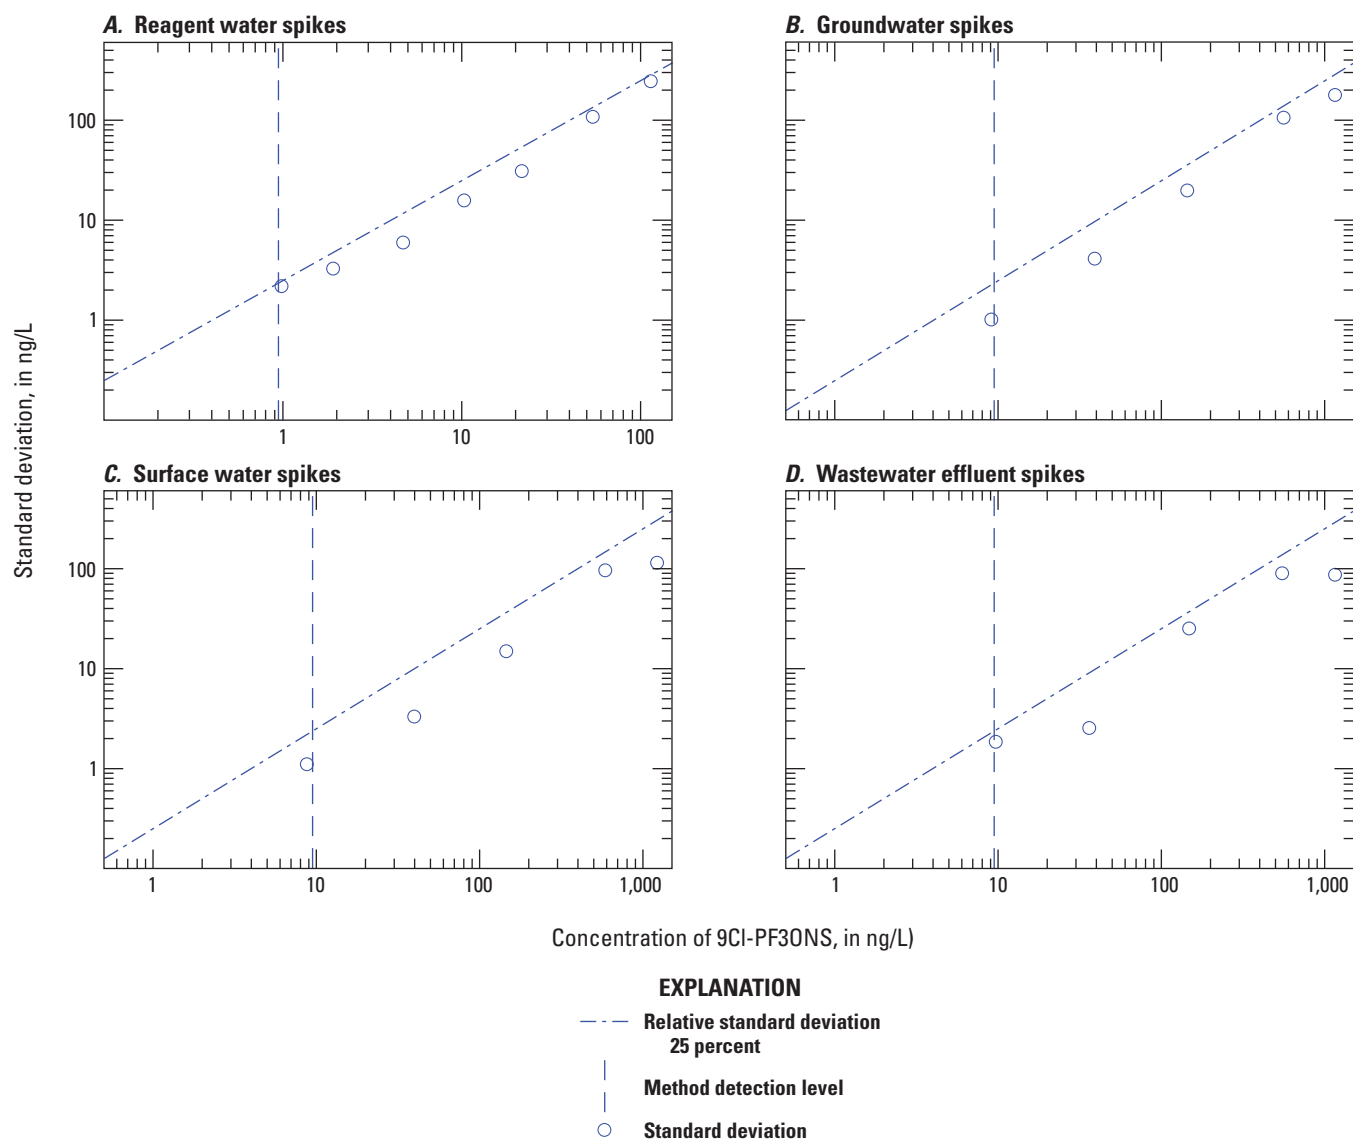 A. Reagent water spikes
B. Groundwater spikes
100
10
1
1 10 100
C. Surface water spikes
D. Wastewater effluent spikes
Standard deviation, in ng/L
100
10
1
1 10 100 1,000
1 10 100 1,000
Concentration of 9Cl-PF3ONS, in ng/L)
EXPLANATION
Relative standard deviation
25 percent
Method detection level
Standard deviation